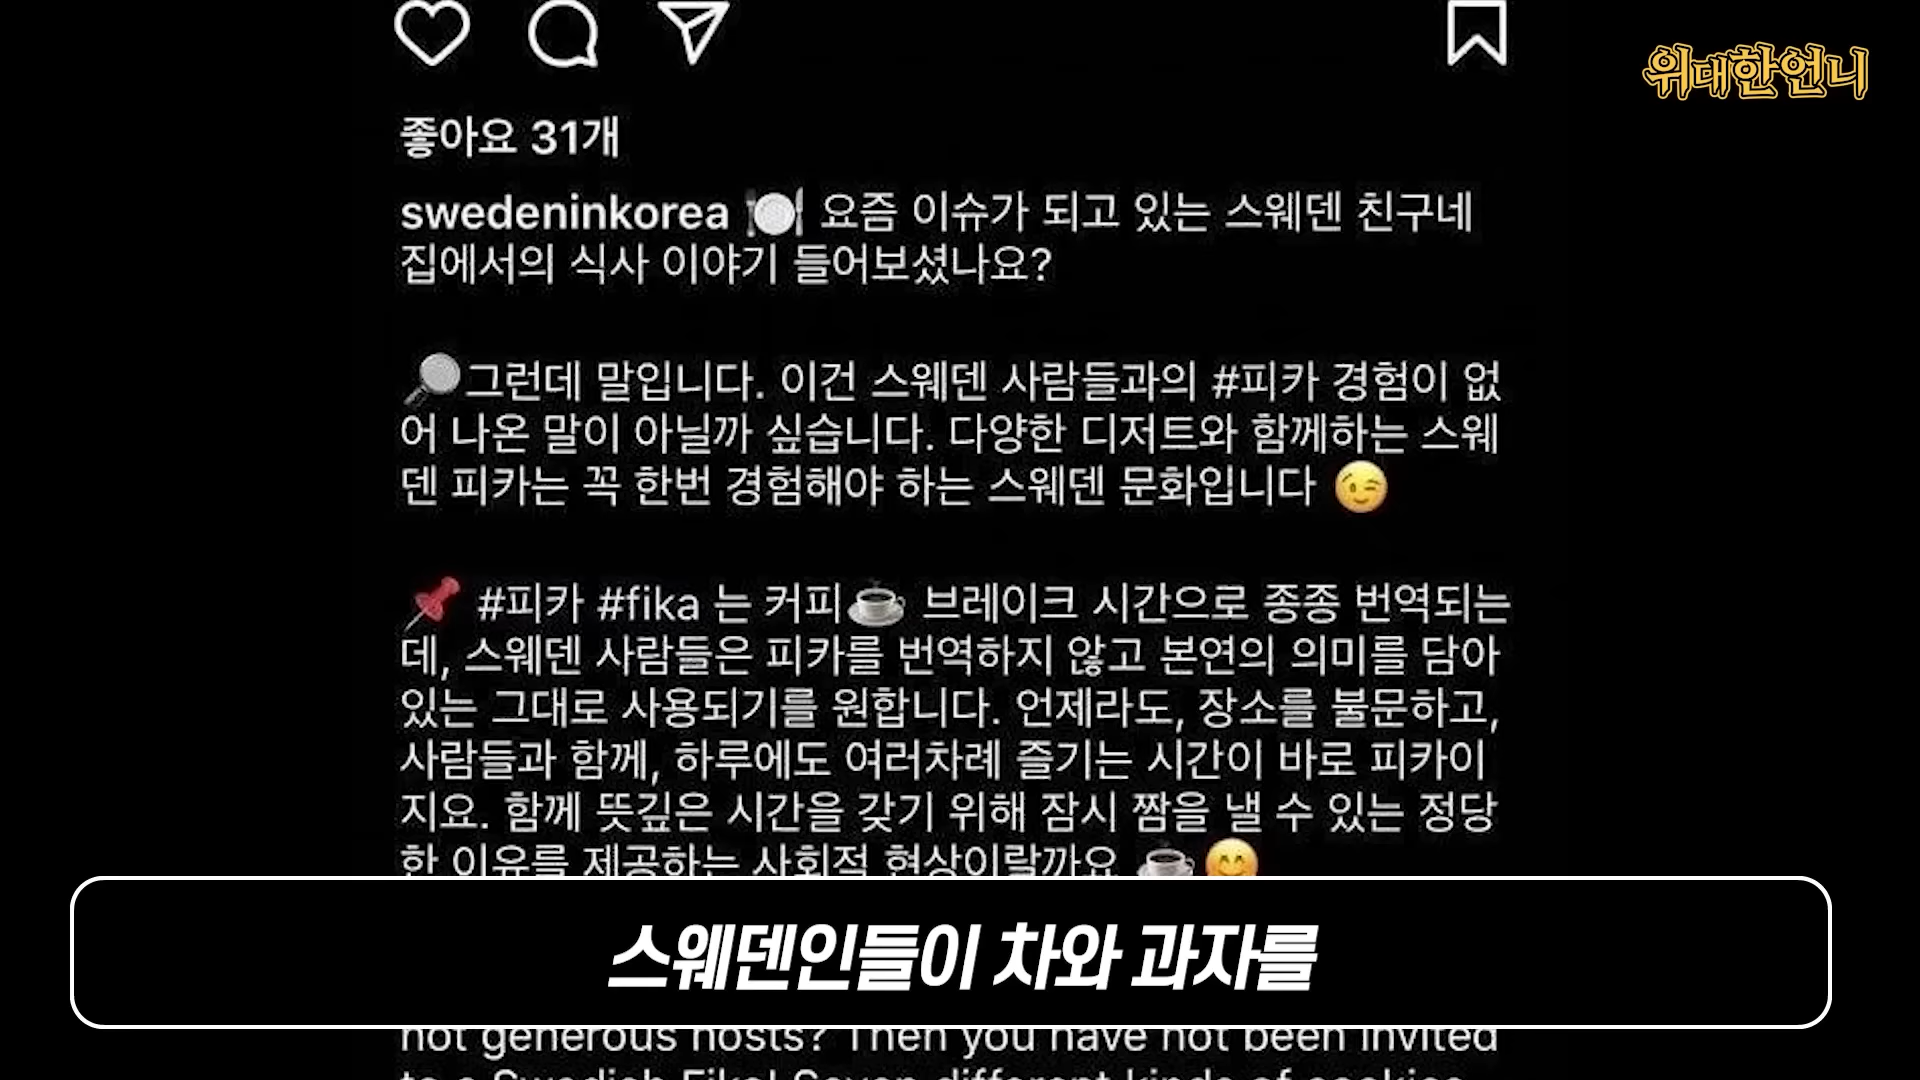 위대한언니
좋아요 31개
swedeninkorea 🍽️ 요즘 이슈가 되고 있는 스웨덴 친구네
집에서의 식사 이야기 들어보셨나요?
🔎그런데 말입니다. 이건 스웨덴 사람들과의 #피카 경험이 없
어 나온 말이 아닐까 싶습니다. 다양한 디저트와 함께하는 스웨
덴 피카는 꼭 한번 경험해야 하는 스웨덴 문화입니다 😉
📌 #피카 #fika 는 커피☕ 브레이크 시간으로 종종 번역되는
데, 스웨덴 사람들은 피카를 번역하지 않고 본연의 의미를 담아
있는 그대로 사용되기를 원합니다. 언제라도, 장소를 불문하고,
사람들과 함께, 하루에도 여러차례 즐기는 시간이 바로 피카이
지요. 함께 뜻깊은 시간을 갖기 위해 잠시 짬을 낼 수 있는 정당
한 이유를 제공하는 사회적 현상이랄까요 ☕😊
스웨덴인들이 차와 과자를
not generous hosts? Then you have not been invited
to a Swedish Fika! Seven different kinds of cookies